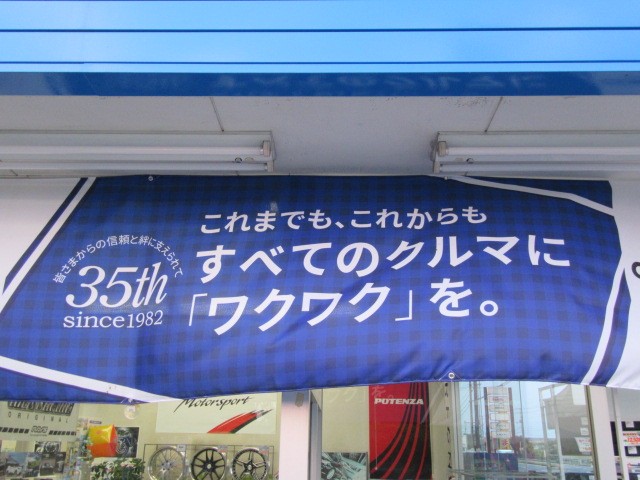 皆さまからの信頼と絆に支えられて
35th
since1982
これまでも、これからも
すべてのクルマに
「ワクワク」を。
Motorsport
POTENZA